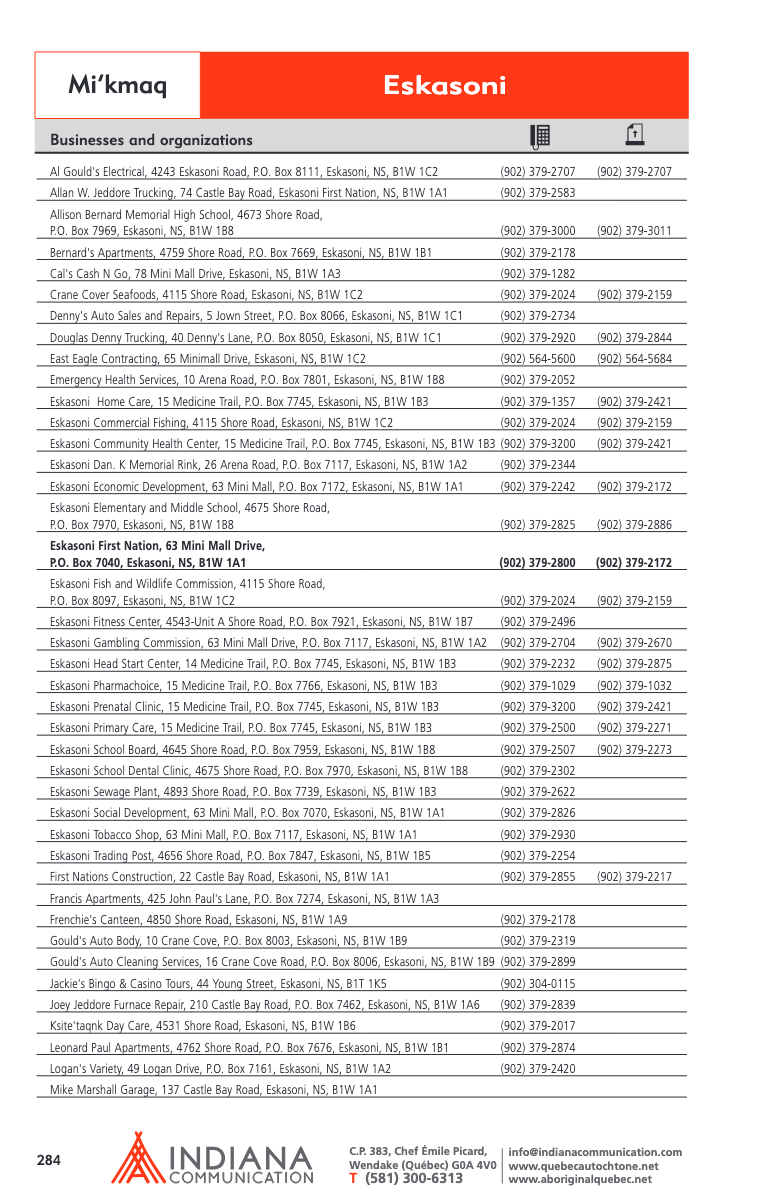 Mi‘kmaq
Eskasoni
Businesses and organizations
Al Gould's Electrical, 4243 Eskasoni Road, P.O. Box 8111, Eskasoni, NS, B1W 1C2 (902) 379-2707 (902) 379-2707
Allan W. Jeddore Trucking, 74 Castle Bay Road, Eskasoni First Nation, NS, B1W 1A1 (902) 379-2583
Allison Bernard Memorial High School, 4673 Shore Road,
P.O. Box 7969, Eskasoni, NS, B1W 1B8 (902) 379-3000 (902) 379-3011
Bernard's Apartments, 4759 Shore Road, P.O. Box 7669, Eskasoni, NS, B1W 1B1 (902) 379-2178
Cal's Cash N Go, 78 Mini Mall Drive, Eskasoni, NS, B1W 1A3 (902) 379-1282
Crane Cover Seafoods, 4115 Shore Road, Eskasoni, NS, B1W 1C2 (902) 379-2024 (902) 379-2159
Denny's Auto Sales and Repairs, 5 Jown Street, P.O. Box 8066, Eskasoni, NS, B1W 1C1 (902) 379-2734
Douglas Denny Trucking, 40 Denny's Lane, P.O. Box 8050, Eskasoni, NS, B1W 1C1 (902) 379-2920 (902) 379-2844
East Eagle Contracting, 65 Minimall Drive, Eskasoni, NS, B1W 1C2 (902) 564-5600 (902) 564-5684
Emergency Health Services, 10 Arena Road, P.O. Box 7801, Eskasoni, NS, B1W 1B8 (902) 379-2052
Eskasoni  Home Care, 15 Medicine Trail, P.O. Box 7745, Eskasoni, NS, B1W 1B3 (902) 379-1357 (902) 379-2421
Eskasoni Commercial Fishing, 4115 Shore Road, Eskasoni, NS, B1W 1C2 (902) 379-2024 (902) 379-2159
Eskasoni Community Health Center, 15 Medicine Trail, P.O. Box 7745, Eskasoni, NS, B1W 1B3 (902) 379-3200 (902) 379-2421
Eskasoni Dan. K Memorial Rink, 26 Arena Road, P.O. Box 7117, Eskasoni, NS, B1W 1A2 (902) 379-2344
Eskasoni Economic Development, 63 Mini Mall, P.O. Box 7172, Eskasoni, NS, B1W 1A1 (902) 379-2242 (902) 379-2172
Eskasoni Elementary and Middle School, 4675 Shore Road,
P.O. Box 7970, Eskasoni, NS, B1W 1B8 (902) 379-2825 (902) 379-2886
Eskasoni First Nation, 63 Mini Mall Drive,
P.O. Box 7040, Eskasoni, NS, B1W 1A1 (902) 379-2800 (902) 379-2172
Eskasoni Fish and Wildlife Commission, 4115 Shore Road,
P.O. Box 8097, Eskasoni, NS, B1W 1C2 (902) 379-2024 (902) 379-2159
Eskasoni Fitness Center, 4543-Unit A Shore Road, P.O. Box 7921, Eskasoni, NS, B1W 1B7 (902) 379-2496
Eskasoni Gambling Commission, 63 Mini Mall Drive, P.O. Box 7117, Eskasoni, NS, B1W 1A2 (902) 379-2704 (902) 379-2670
Eskasoni Head Start Center, 14 Medicine Trail, P.O. Box 7745, Eskasoni, NS, B1W 1B3 (902) 379-2232 (902) 379-2875
Eskasoni Pharmachoice, 15 Medicine Trail, P.O. Box 7766, Eskasoni, NS, B1W 1B3 (902) 379-1029 (902) 379-1032
Eskasoni Prenatal Clinic, 15 Medicine Trail, P.O. Box 7745, Eskasoni, NS, B1W 1B3 (902) 379-3200 (902) 379-2421
Eskasoni Primary Care, 15 Medicine Trail, P.O. Box 7745, Eskasoni, NS, B1W 1B3 (902) 379-2500 (902) 379-2271
Eskasoni School Board, 4645 Shore Road, P.O. Box 7959, Eskasoni, NS, B1W 1B8 (902) 379-2507 (902) 379-2273
Eskasoni School Dental Clinic, 4675 Shore Road, P.O. Box 7970, Eskasoni, NS, B1W 1B8 (902) 379-2302
Eskasoni Sewage Plant, 4893 Shore Road, P.O. Box 7739, Eskasoni, NS, B1W 1B3 (902) 379-2622
Eskasoni Social Development, 63 Mini Mall, P.O. Box 7070, Eskasoni, NS, B1W 1A1 (902) 379-2826
Eskasoni Tobacco Shop, 63 Mini Mall, P.O. Box 7117, Eskasoni, NS, B1W 1A1 (902) 379-2930
Eskasoni Trading Post, 4656 Shore Road, P.O. Box 7847, Eskasoni, NS, B1W 1B5 (902) 379-2254
First Nations Construction, 22 Castle Bay Road, Eskasoni, NS, B1W 1A1 (902) 379-2855 (902) 379-2217
Francis Apartments, 425 John Paul's Lane, P.O. Box 7274, Eskasoni, NS, B1W 1A3
Frenchie's Canteen, 4850 Shore Road, Eskasoni, NS, B1W 1A9 (902) 379-2178
Gould's Auto Body, 10 Crane Cove, P.O. Box 8003, Eskasoni, NS, B1W 1B9 (902) 379-2319
Gould's Auto Cleaning Services, 16 Crane Cove Road, P.O. Box 8006, Eskasoni, NS, B1W 1B9 (902) 379-2899
Jackie's Bingo & Casino Tours, 44 Young Street, Eskasoni, NS, B1T 1K5 (902) 304-0115
Joey Jeddore Furnace Repair, 210 Castle Bay Road, P.O. Box 7462, Eskasoni, NS, B1W 1A6 (902) 379-2839
Ksite'taqnk Day Care, 4531 Shore Road, Eskasoni, NS, B1W 1B6 (902) 379-2017
Leonard Paul Apartments, 4762 Shore Road, P.O. Box 7676, Eskasoni, NS, B1W 1B1 (902) 379-2874
Logan's Variety, 49 Logan Drive, P.O. Box 7161, Eskasoni, NS, B1W 1A2 (902) 379-2420
Mike Marshall Garage, 137 Castle Bay Road, Eskasoni, NS, B1W 1A1
284
INDIANA
COMMUNICATION
C.P. 383, Chef Émile Picard,
Wendake (Québec) G0A 4V0
T (581) 300-6313
info@indianacommunication.com
www.quebecautochtone.net
www.aboriginalquebec.net